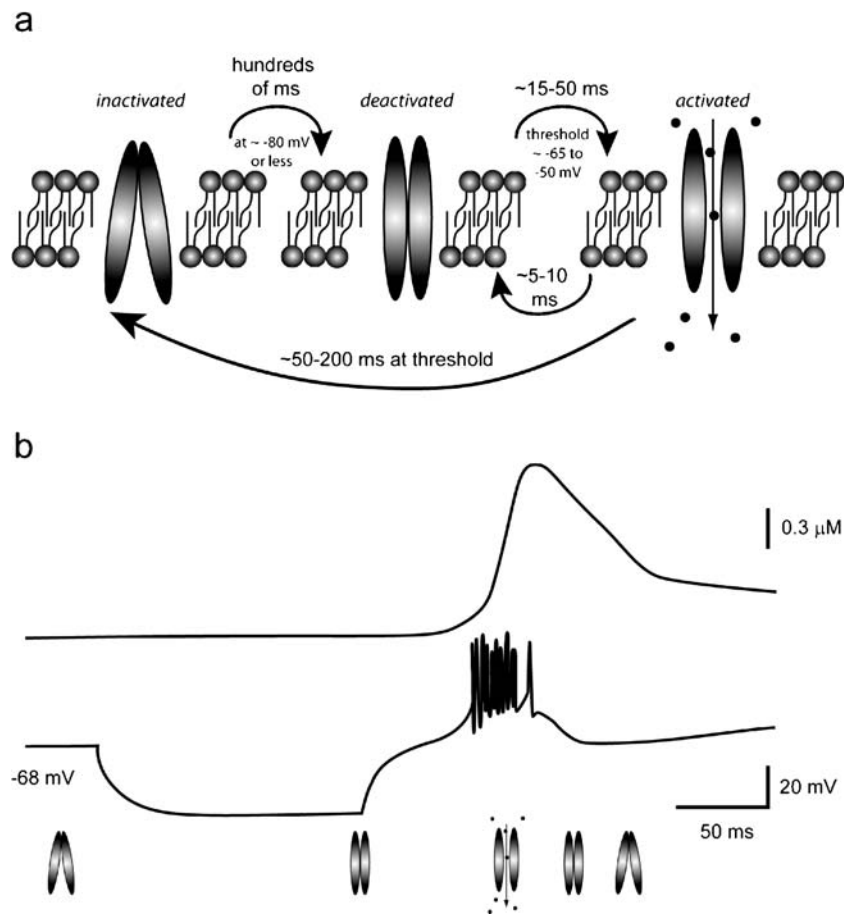 a
hundreds
of ms
~15-50 ms
inactivated
deactivated
activated
at ~ -80 mV
or less
threshold
~ -65 to
-50 mV
~5-10
ms
~50-200 ms at threshold
b
0.3 μM
-68 mV
20 mV
50 ms